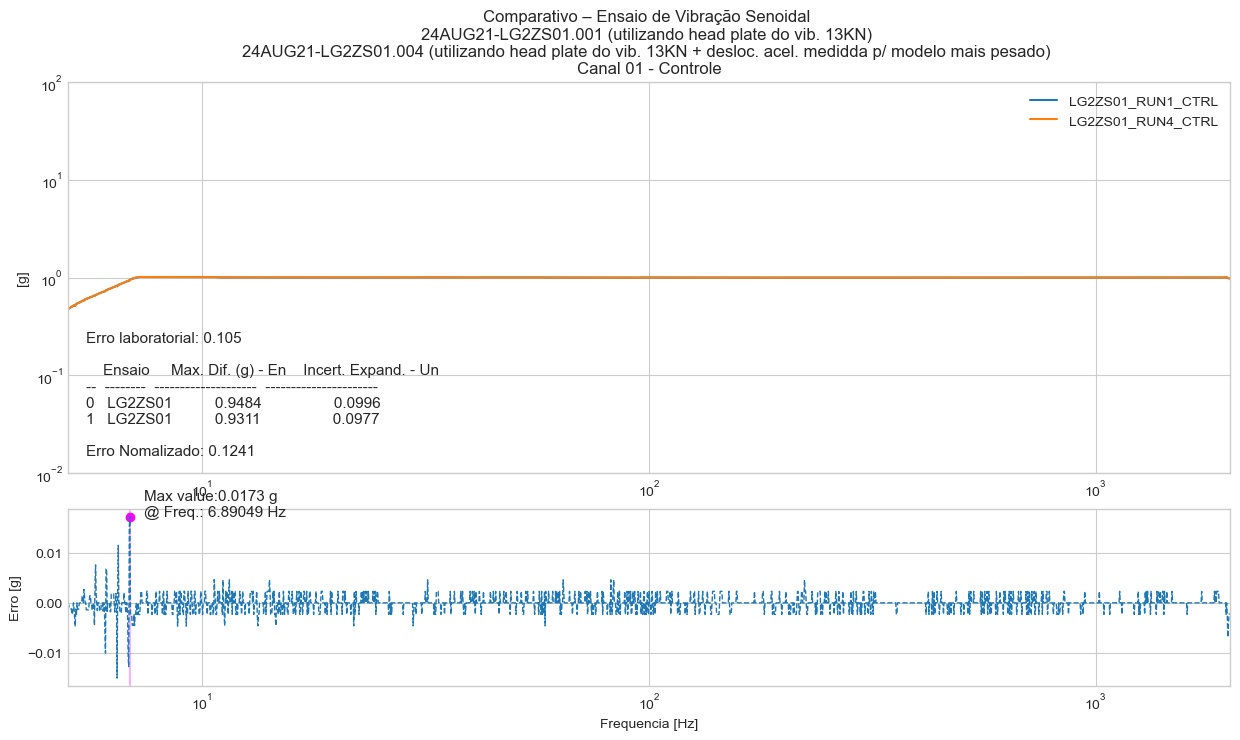 Comparativo – Ensaio de Vibração Senoidal
24AUG21-LG2ZS01.001 (utilizando head plate do vib. 13KN)
24AUG21-LG2ZS01.004 (utilizando head plate do vib. 13KN + desloc. acel. medidda p/ modelo mais pesado)
Canal 01 - Controle
10²
LG2ZS01_RUN1_CTRL
LG2ZS01_RUN4_CTRL
10¹
10⁰
[g]
10⁻¹
10⁻²
Erro laboratorial: 0.105
Ensaio Max. Dif. (g) - En Incert. Expand. - Un
-- -------- --------------------- -----------------------
0 LG2ZS01 0.9484 0.0996
1 LG2ZS01 0.9311 0.0977
Erro Nomalizado: 0.1241
10¹ 10² 10³
Max value:0.0173 g
@ Freq.: 6.89049 Hz
0.01
0.00
−0.01
Erro [g]
10¹ 10² 10³
Frequencia [Hz]